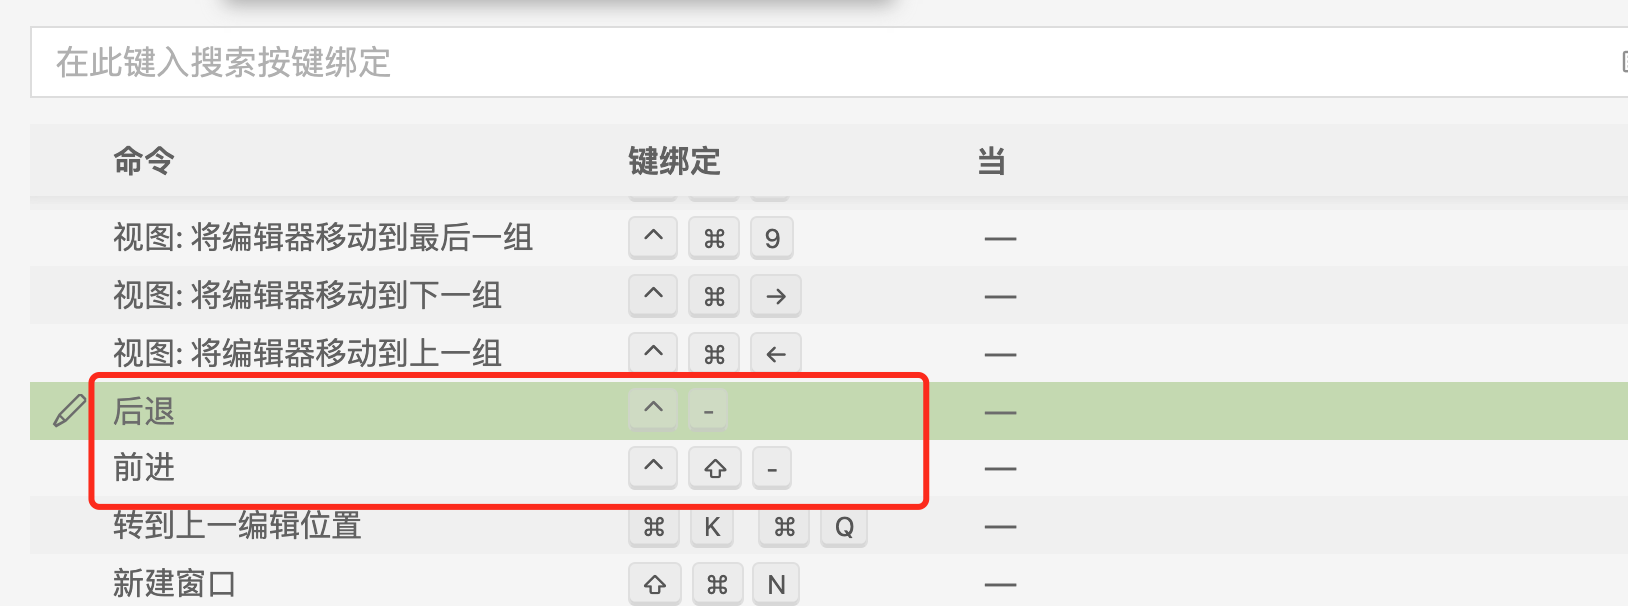 在此键入搜索按键绑定
命令 键绑定 当
视图: 将编辑器移动到最后一组 ^ ⌘ 9 —
视图: 将编辑器移动到下一组 ^ ⌘ → —
视图: 将编辑器移动到上一组 ^ ⌘ ← —
后退 ^ - —
前进 ^ ⇧ - —
转到上一编辑位置 ⌘ K ⌘ Q —
新建窗口 ⇧ ⌘ N —